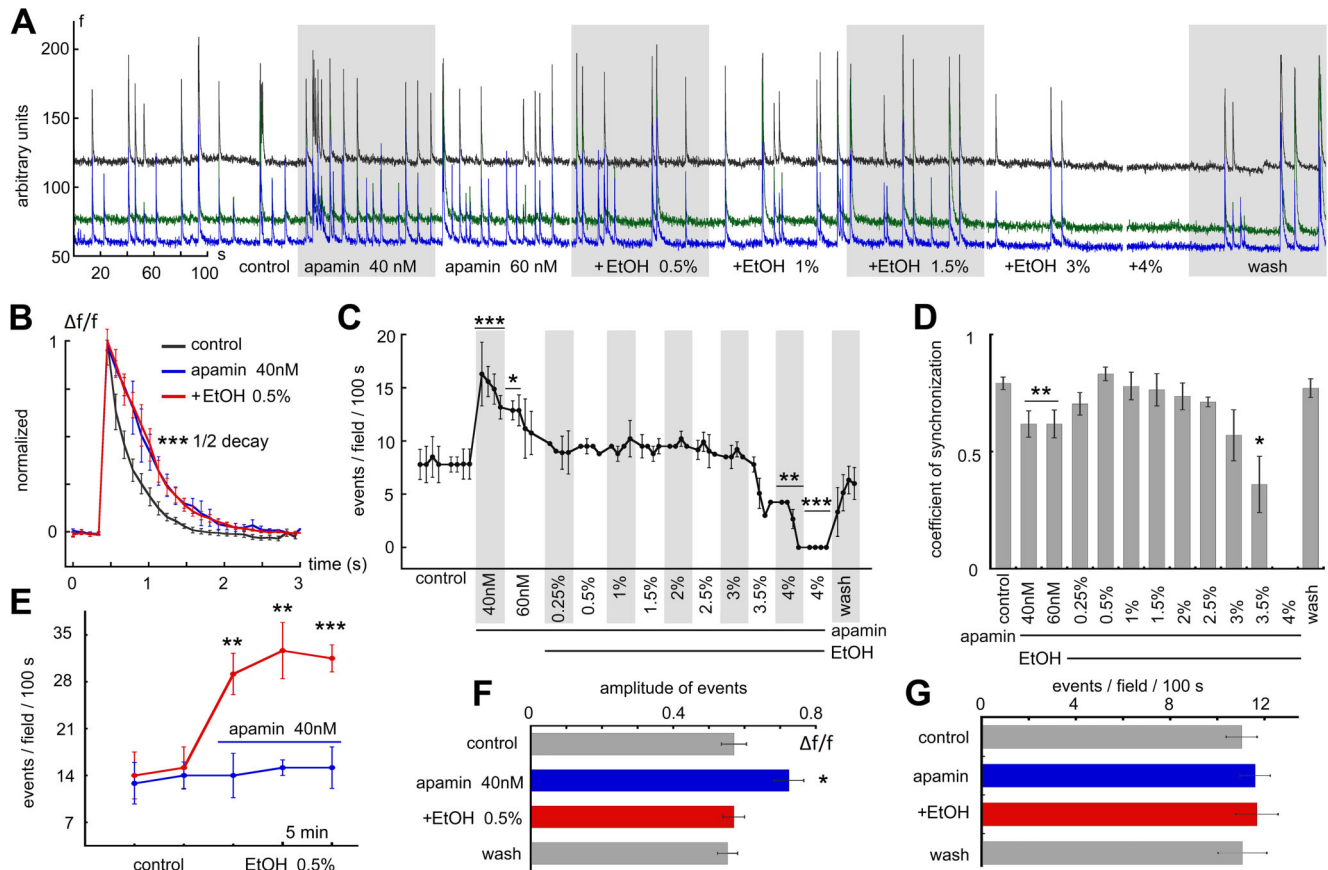 A
f
200
150
100
50
arbitrary units
20 60 100 s
control apamin 40 nM apamin 60 nM +EtOH 0.5% +EtOH 1% +EtOH 1.5% +EtOH 3% +4% wash
B
Δf/f
1
0
normalized
control
apamin 40nM
+EtOH 0.5%
*** 1/2 decay
0 1 2 3
time (s)
C
20
15
10
5
0
events / field / 100 s
***
*
**
***
control 40nM 60nM 0.25% 0.5% 1% 1.5% 2% 2.5% 3% 3.5% 4% 4% wash
apamin
EtOH
D
1
0.5
0
coefficient of synchronization
**
*
control 40nM 60nM 0.25% 0.5% 1% 1.5% 2% 2.5% 3% 3.5% 4% wash
apamin
EtOH
E
35
28
21
14
7
events / field / 100 s
**
**
***
apamin 40nM
5 min
control EtOH 0.5%
F
amplitude of events
0 0.4 0.8
Δf/f
control
apamin 40nM *
+EtOH 0.5%
wash
G
events / field / 100 s
0 4 8 12
control
apamin
+EtOH
wash